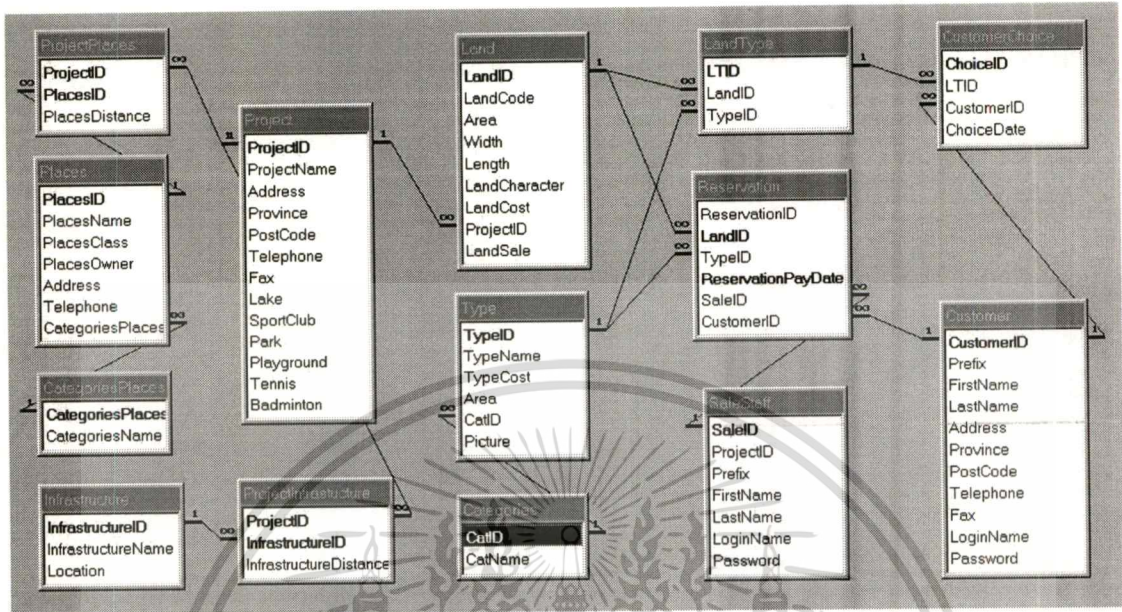 ProjectPlaces
ProjectID
PlacesID
PlacesDistance
Places
PlacesID
PlacesName
PlacesClass
PlacesOwner
Address
Telephone
CategoriesPlaces
CategoriesPlaces
CategoriesPlaces
CategoriesName
Infrastructure
InfrastructureID
InfrastructureName
Location
Project
ProjectID
ProjectName
Address
Province
PostCode
Telephone
Fax
Lake
SportClub
Park
Playground
Tennis
Badminton
ProjectInfrastucture
ProjectID
InfrastructureID
InfrastructureDistance
Land
LandID
LandCode
Area
Width
Length
LandCharacter
LandCost
ProjectID
LandSale
Type
TypeID
TypeName
TypeCost
Area
CatID
Picture
Categories
CatID
CatName
LandType
LTID
LandID
TypeID
Reservation
ReservationID
LandID
TypeID
ReservationPayDate
SaleID
CustomerID
SaleStaff
SaleID
ProjectID
Prefix
FirstName
LastName
LoginName
Password
CustomerChoice
ChoiceID
LTID
CustomerID
ChoiceDate
Customer
CustomerID
Prefix
FirstName
LastName
Address
Province
PostCode
Telephone
Fax
LoginName
Password